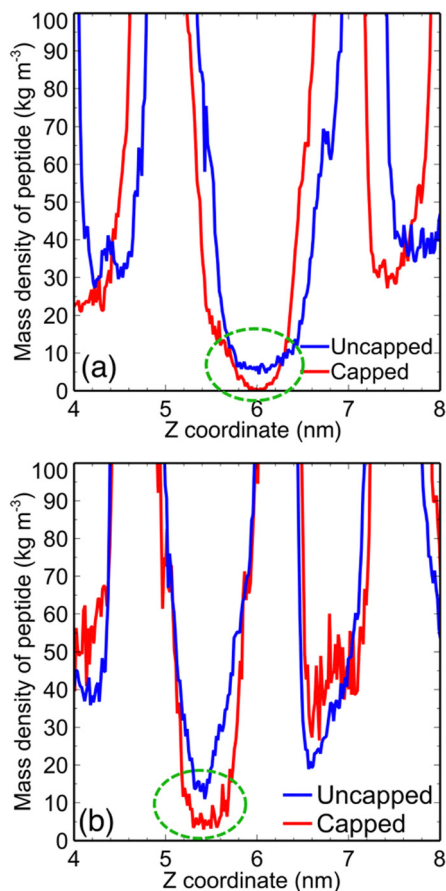 100
90
80
70
60
50
40
30
20
10
0
Mass density of peptide (kg m-3)
(a)
Uncapped
Capped
4 5 6 7 8
Z coordinate (nm)
100
90
80
70
60
50
40
30
20
10
0
Mass density of peptide (kg m-3)
(b)
Uncapped
Capped
4 5 6 7 8
Z coordinate (nm)